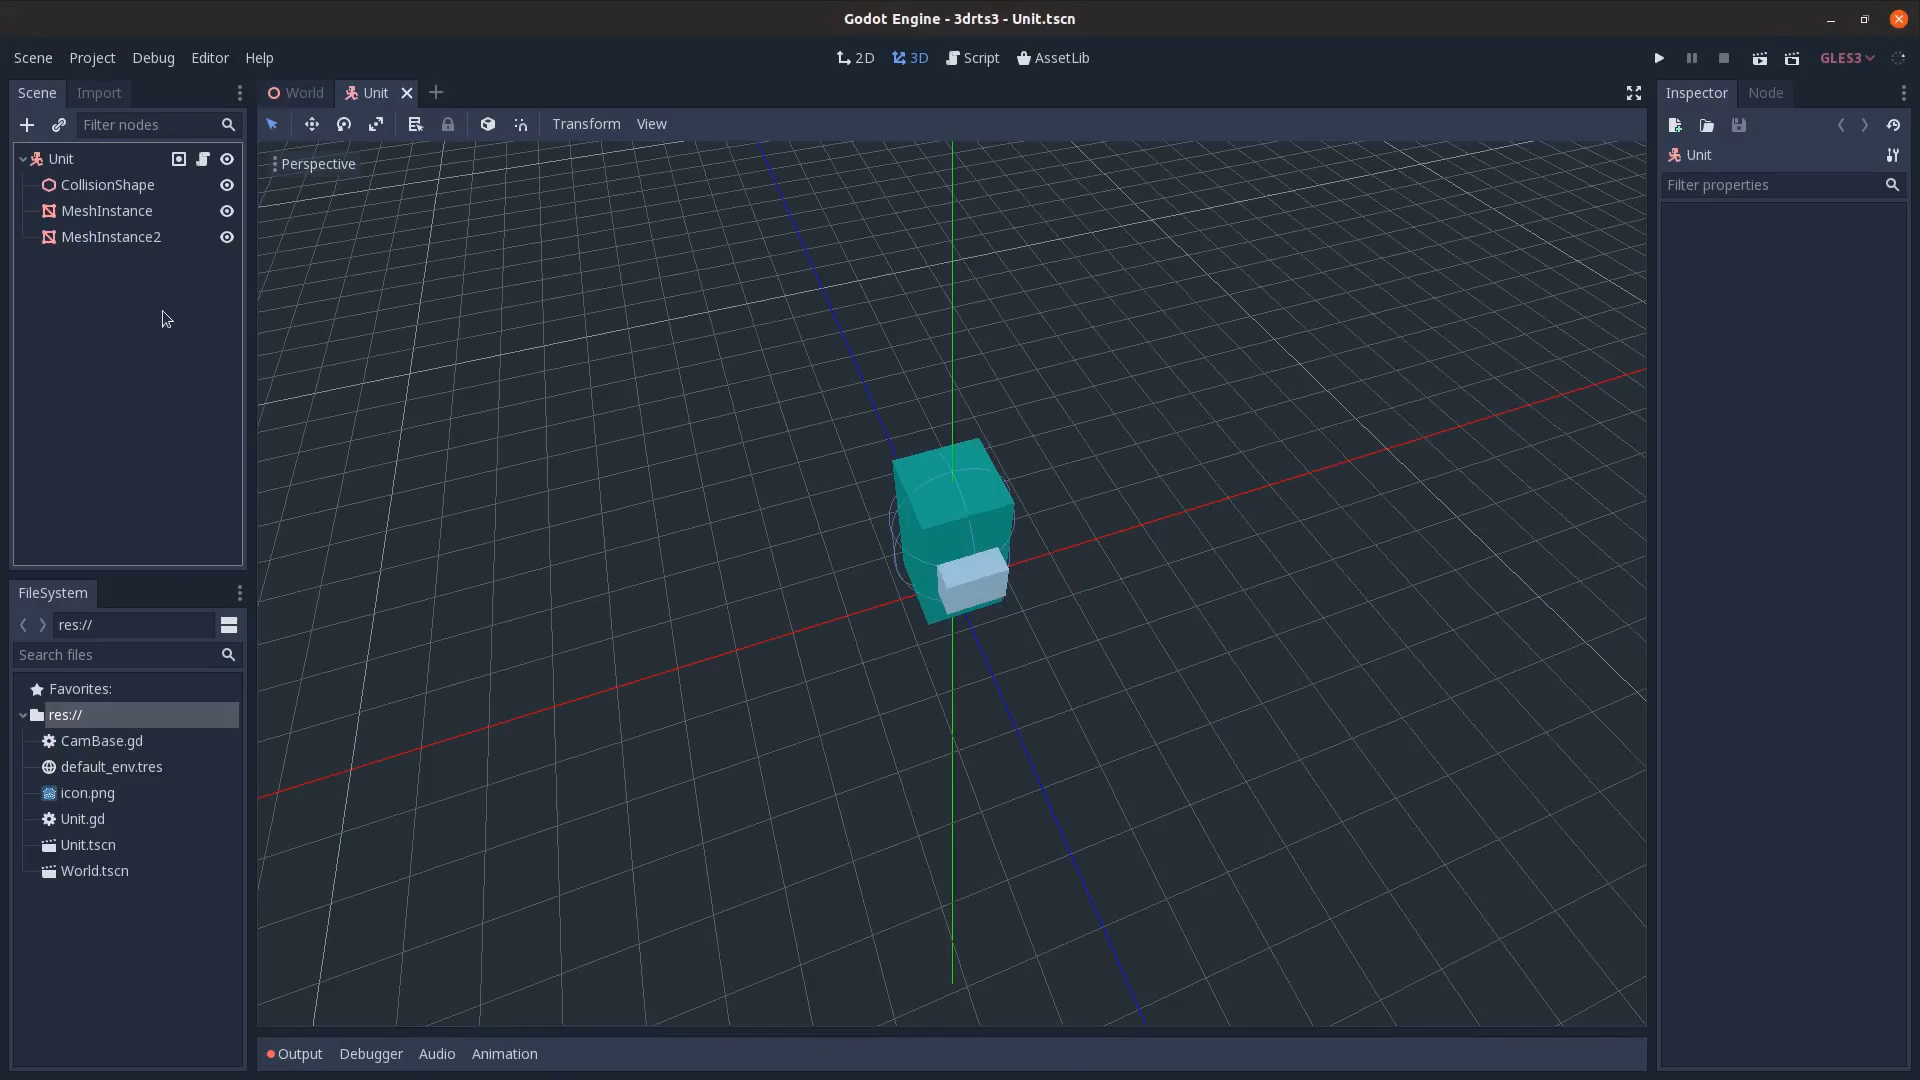 Godot Engine - 3drts3 - Unit.tscn
Scene Project Debug Editor Help
2D 3D Script AssetLib
GLES3
Scene Import
World Unit
Inspector Node
Filter nodes
Transform View
Unit
CollisionShape
MeshInstance
MeshInstance2
Perspective
Unit
Filter properties
FileSystem
res://
Search files
Favorites:
res://
CamBase.gd
default_env.tres
icon.png
Unit.gd
Unit.tscn
World.tscn
Output Debugger Audio Animation